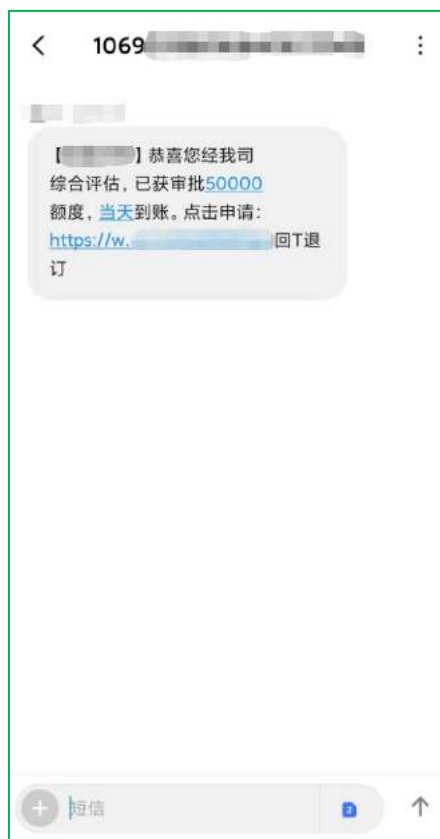 1069
【】恭喜您经我司
综合评估，已获审批50000
额度，当天到账。点击申请：
https://w. 回T退
订
短信
2